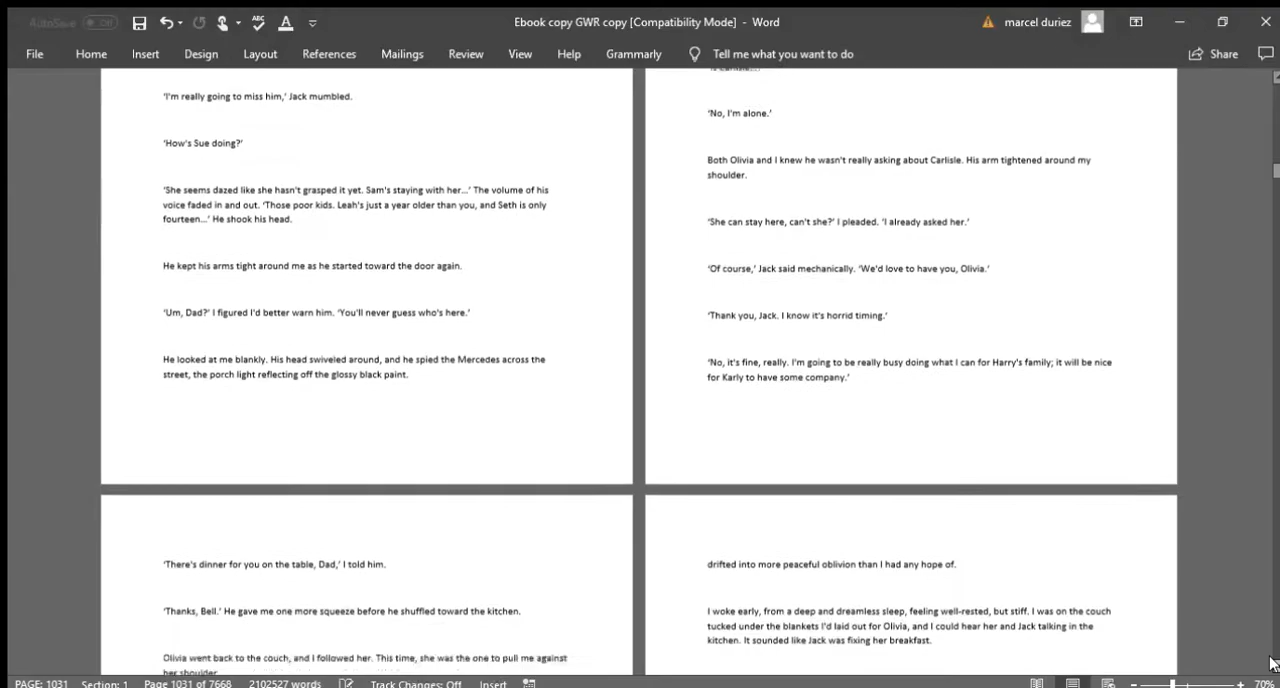 AutoSave Off
Ebook copy GWR copy [Compatibility Mode] - Word
marcel duriez
File Home Insert Design Layout References Mailings Review View Help Grammarly Tell me what you want to do Share
'I'm really going to miss him,' Jack mumbled.
'How's Sue doing?'
'She seems dazed like she hasn't grasped it yet. Sam's staying with her...' The volume of his
voice faded in and out. 'Those poor kids. Leah's just a year older than you, and Seth is only
fourteen...' He shook his head.
He kept his arms tight around me as he started toward the door again.
'Um, Dad?' I figured I'd better warn him. 'You'll never guess who's here.'
He looked at me blankly. His head swiveled around, and he spied the Mercedes across the
street, the porch light reflecting off the glossy black paint.
'No, I'm alone.'
Both Olivia and I knew he wasn't really asking about Carlisle. His arm tightened around my
shoulder.
'She can stay here, can't she?' I pleaded. 'I already asked her.'
'Of course,' Jack said mechanically. 'We'd love to have you, Olivia.'
'Thank you, Jack. I know it's horrid timing.'
'No, it's fine, really. I'm going to be really busy doing what I can for Harry's family; it will be nice
for Karly to have some company.'
'There's dinner for you on the table, Dad,' I told him.
'Thanks, Bell.' He gave me one more squeeze before he shuffled toward the kitchen.
Olivia went back to the couch, and I followed her. This time, she was the one to pull me against
her shoulder
drifted into more peaceful oblivion than I had any hope of.
I woke early, from a deep and dreamless sleep, feeling well-rested, but stiff. I was on the couch
tucked under the blankets I'd laid out for Olivia, and I could hear her and Jack talking in the
kitchen. It sounded like Jack was fixing her breakfast.
PAGE: 1031 Section: 1 Page 1031 of 7668 2102527 words Track Changes: Off Insert 70%